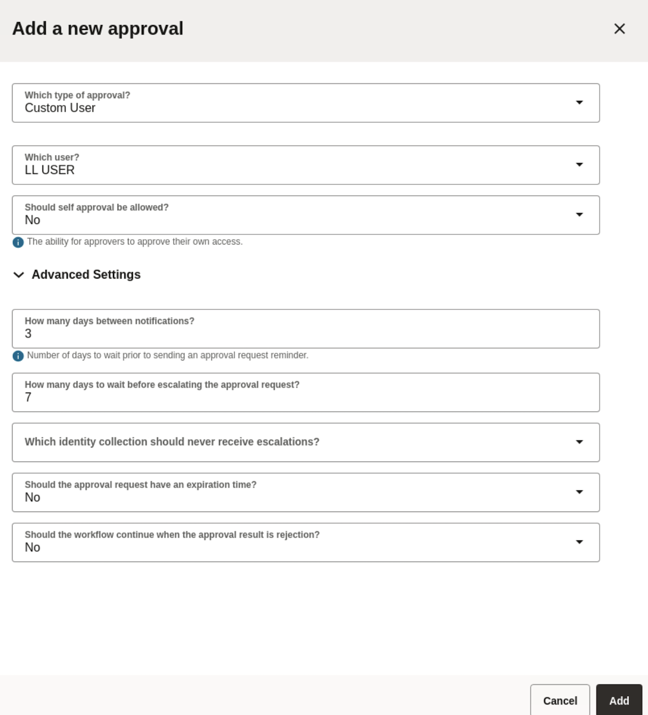 Add a new approval
Which type of approval?
Custom User
Which user?
LL USER
Should self approval be allowed?
No
The ability for approvers to approve their own access.
Advanced Settings
How many days between notifications?
3
Number of days to wait prior to sending an approval request reminder.
How many days to wait before escalating the approval request?
7
Which identity collection should never receive escalations?
Should the approval request have an expiration time?
No
Should the workflow continue when the approval result is rejection?
No
Cancel Add